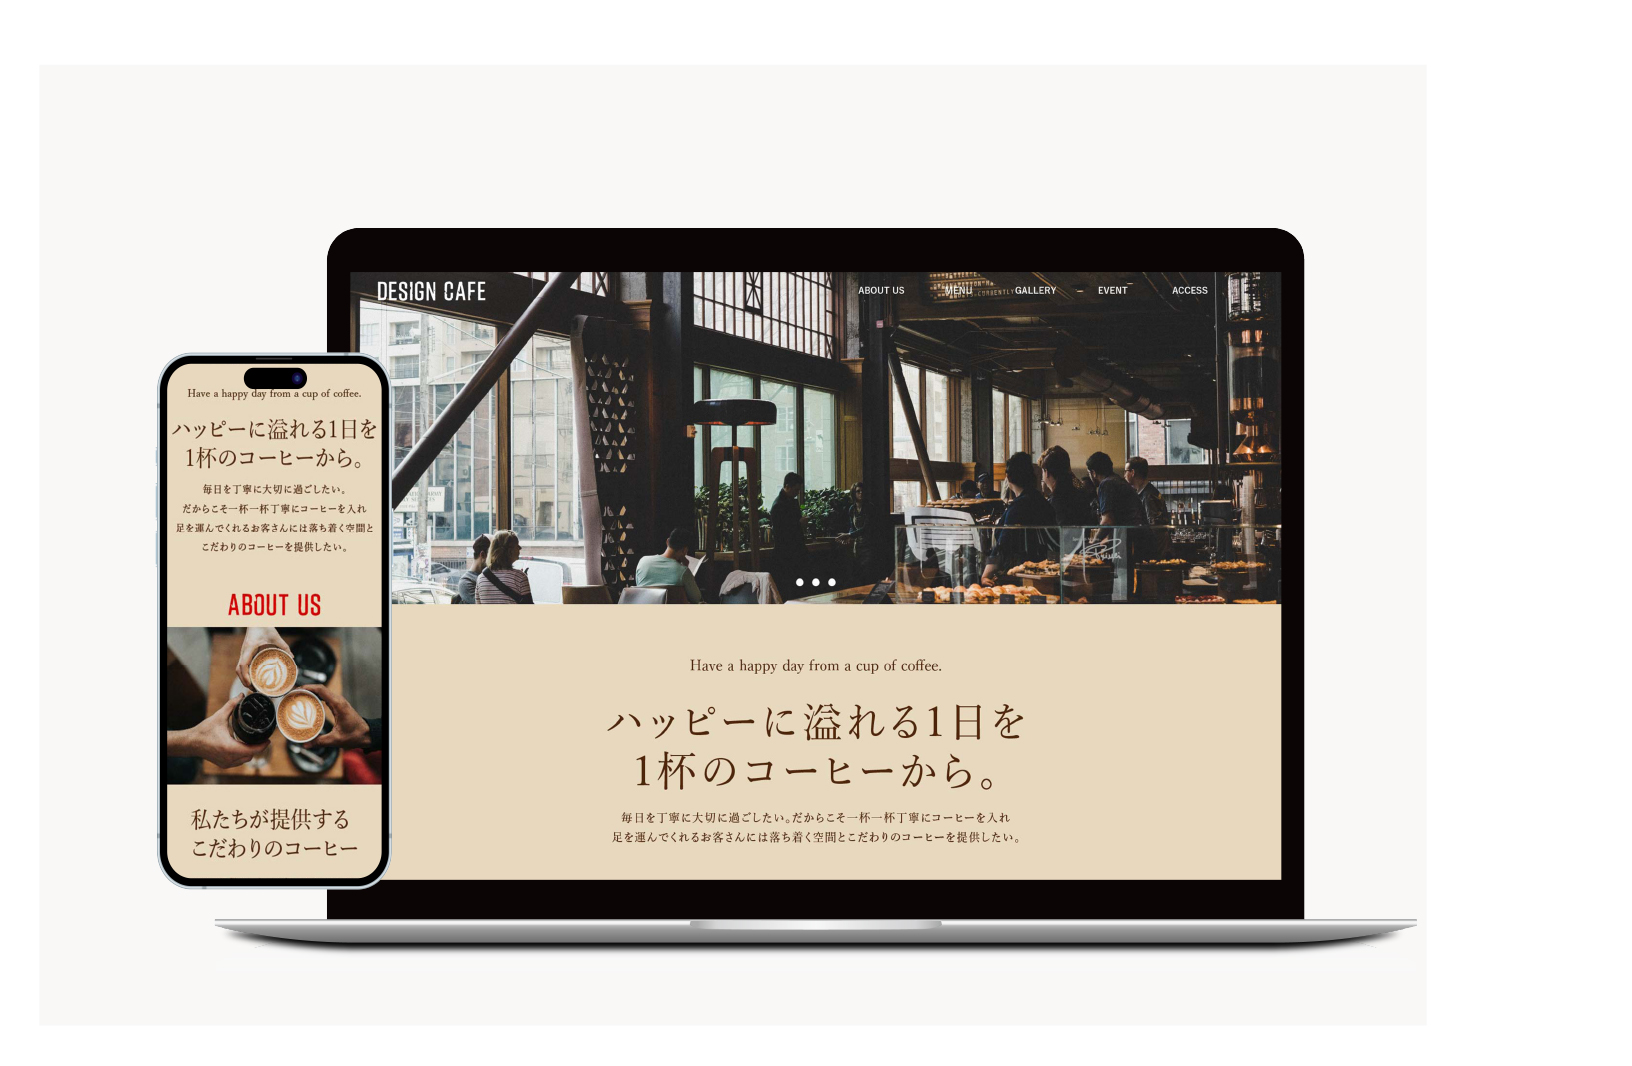 DESIGN CAFE
ABOUT US
MENU
GALLERY
EVENT
ACCESS
Have a happy day from a cup of coffee.
ハッピーに溢れる1日を
1杯のコーヒーから。
毎日を丁寧に大切に過ごしたい。だからこそ一杯一杯丁寧にコーヒーを入れ
足を運んでくれるお客さんには落ち着く空間とこだわりのコーヒーを提供したい。
Have a happy day from a cup of coffee.
ハッピーに溢れる1日を
1杯のコーヒーから。
毎日を丁寧に大切に過ごしたい。
だからこそ一杯一杯丁寧にコーヒーを入れ
足を運んでくれるお客さんには落ち着く空間と
こだわりのコーヒーを提供したい。
ABOUT US
私たちが提供する
こだわりのコーヒー